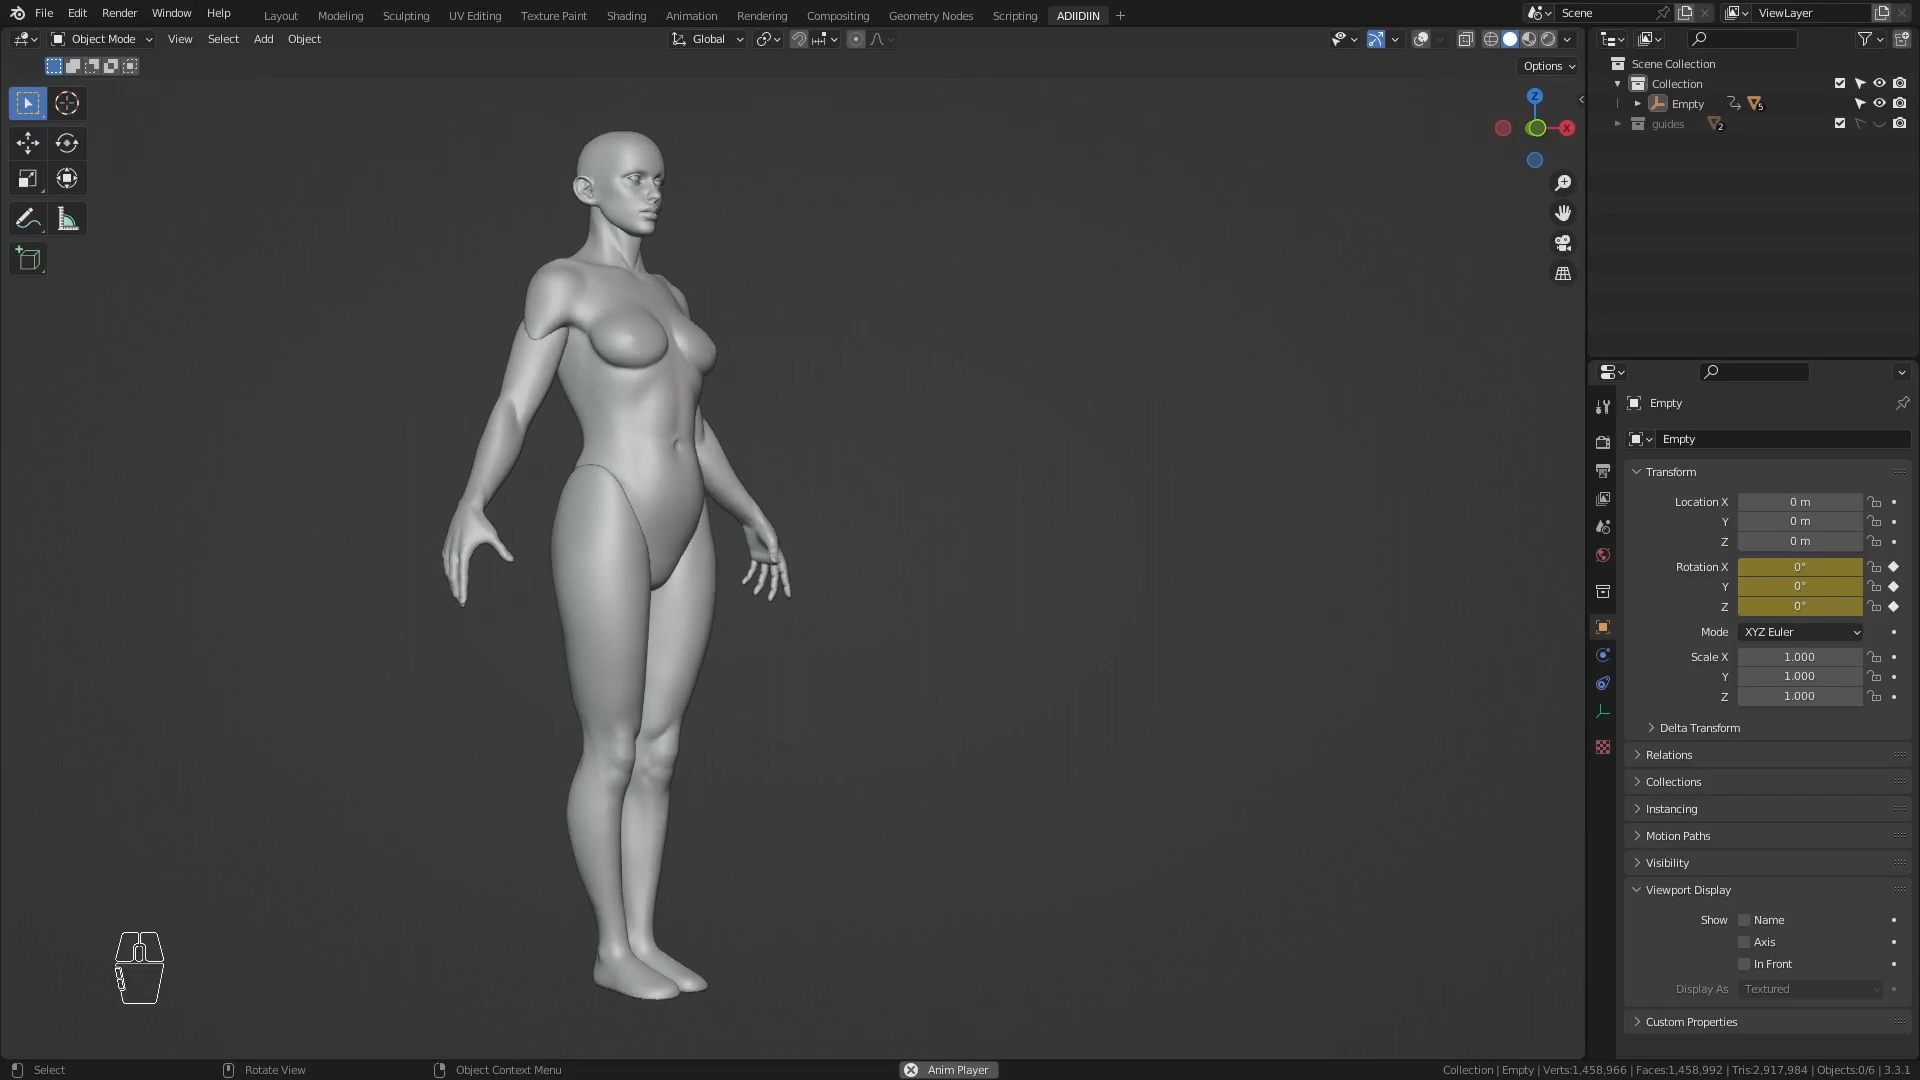 File Edit Render Window Help Layout Modeling Sculpting UV Editing Texture Paint Shading Animation Rendering Compositing Geometry Nodes Scripting ADIIDIIN + Scene ViewLayer
Object Mode View Select Add Object Global
Options
Z
X
Scene Collection
Collection
Empty 5
guides 2
Empty
Empty
Transform
Location X 0 m
Y 0 m
Z 0 m
Rotation X 0°
Y 0°
Z 0°
Mode XYZ Euler
Scale X 1.000
Y 1.000
Z 1.000
Delta Transform
Relations
Collections
Instancing
Motion Paths
Visibility
Viewport Display
Show Name
Axis
In Front
Display As Textured
Custom Properties
Select Rotate View Object Context Menu Anim Player Collection | Empty | Verts:1,458,966 | Faces:1,458,992 | Tris:2,917,984 | Objects:0/6 | 3.3.1